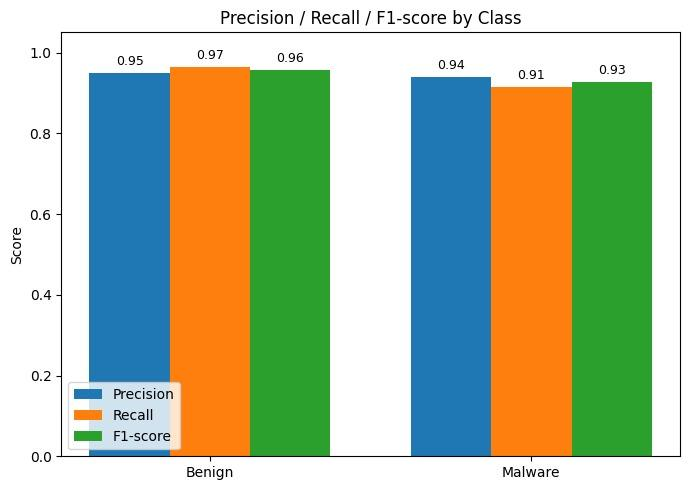 Precision / Recall / F1-score by Class
1.0
0.8
0.6
0.4
0.2
0.0
Score
0.95
0.97
0.96
0.94
0.91
0.93
Precision
Recall
F1-score
Benign
Malware